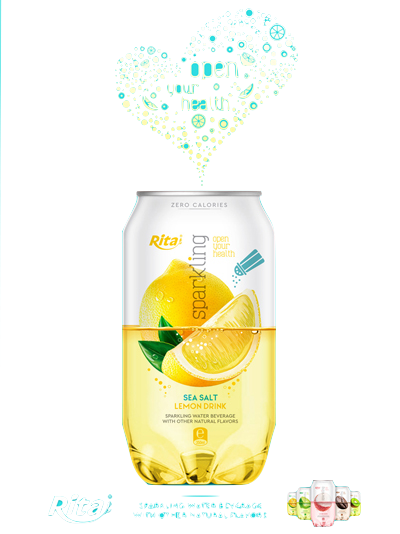 open
your
health
ZERO CALORIES
Rita
sparkling
open
your
health
SEA SALT
LEMON DRINK
SPARKLING WATER BEVERAGE
WITH OTHER NATURAL FLAVORS
Rita
SPARKLING WATER BEVERAGE
WITH OTHER NATURAL FLAVORS